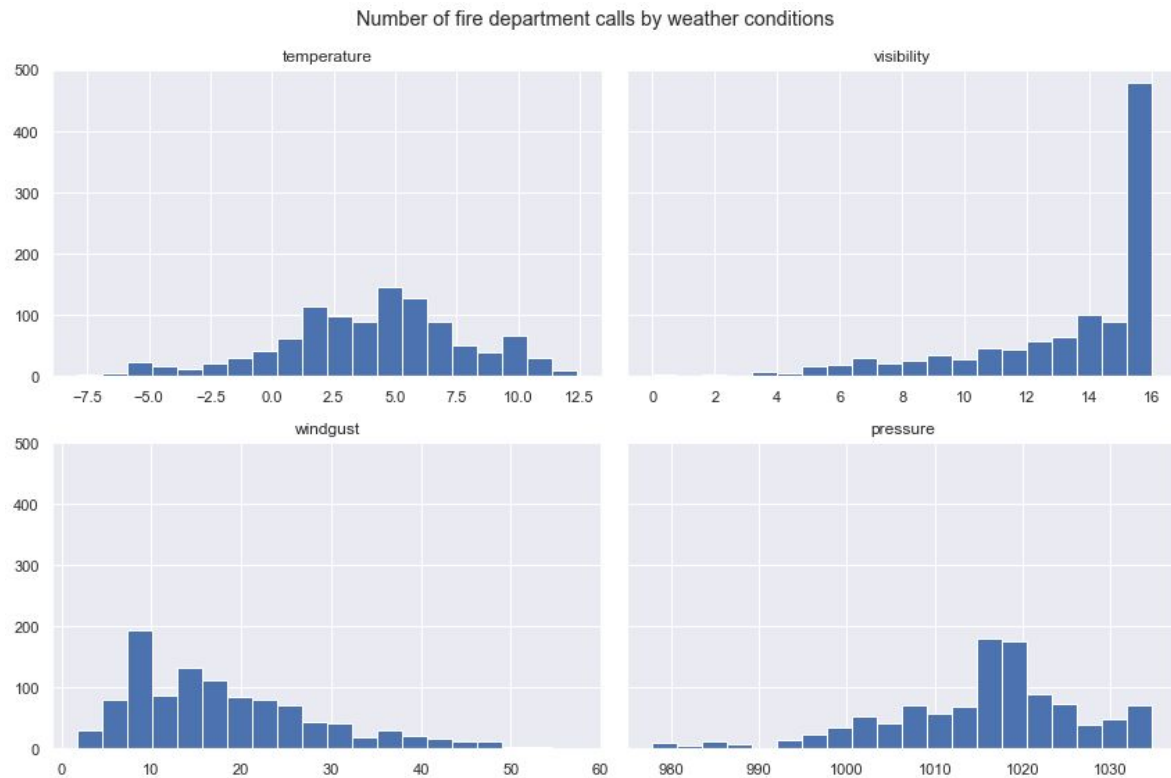 Number of fire department calls by weather conditions
temperature
500
400
300
200
100
0
−7.5 −5.0 −2.5 0.0 2.5 5.0 7.5 10.0 12.5
visibility
0 2 4 6 8 10 12 14 16
windgust
500
400
300
200
100
0
0 10 20 30 40 50 60
pressure
980 990 1000 1010 1020 1030